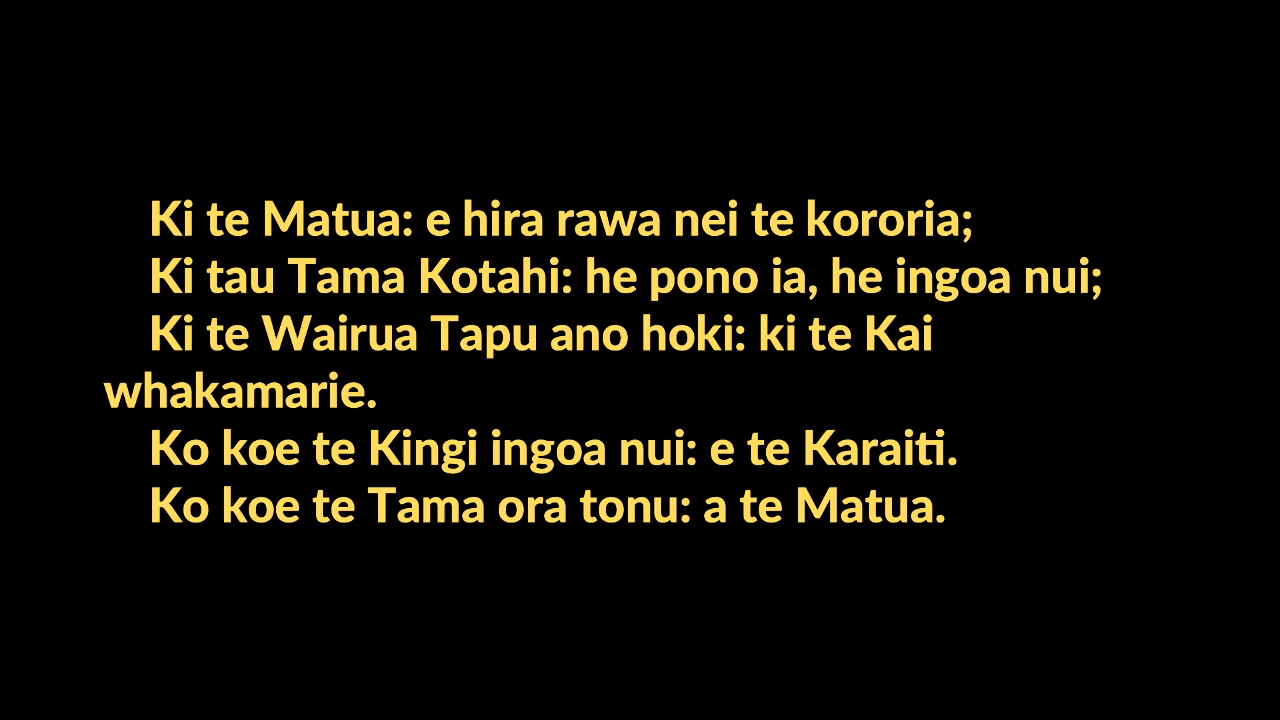 Ki te Matua: e hira rawa nei te kororia;
Ki tau Tama Kotahi: he pono ia, he ingoa nui;
Ki te Wairua Tapu ano hoki: ki te Kai
whakamarie.
Ko koe te Kingi ingoa nui: e te Karaiti.
Ko koe te Tama ora tonu: a te Matua.